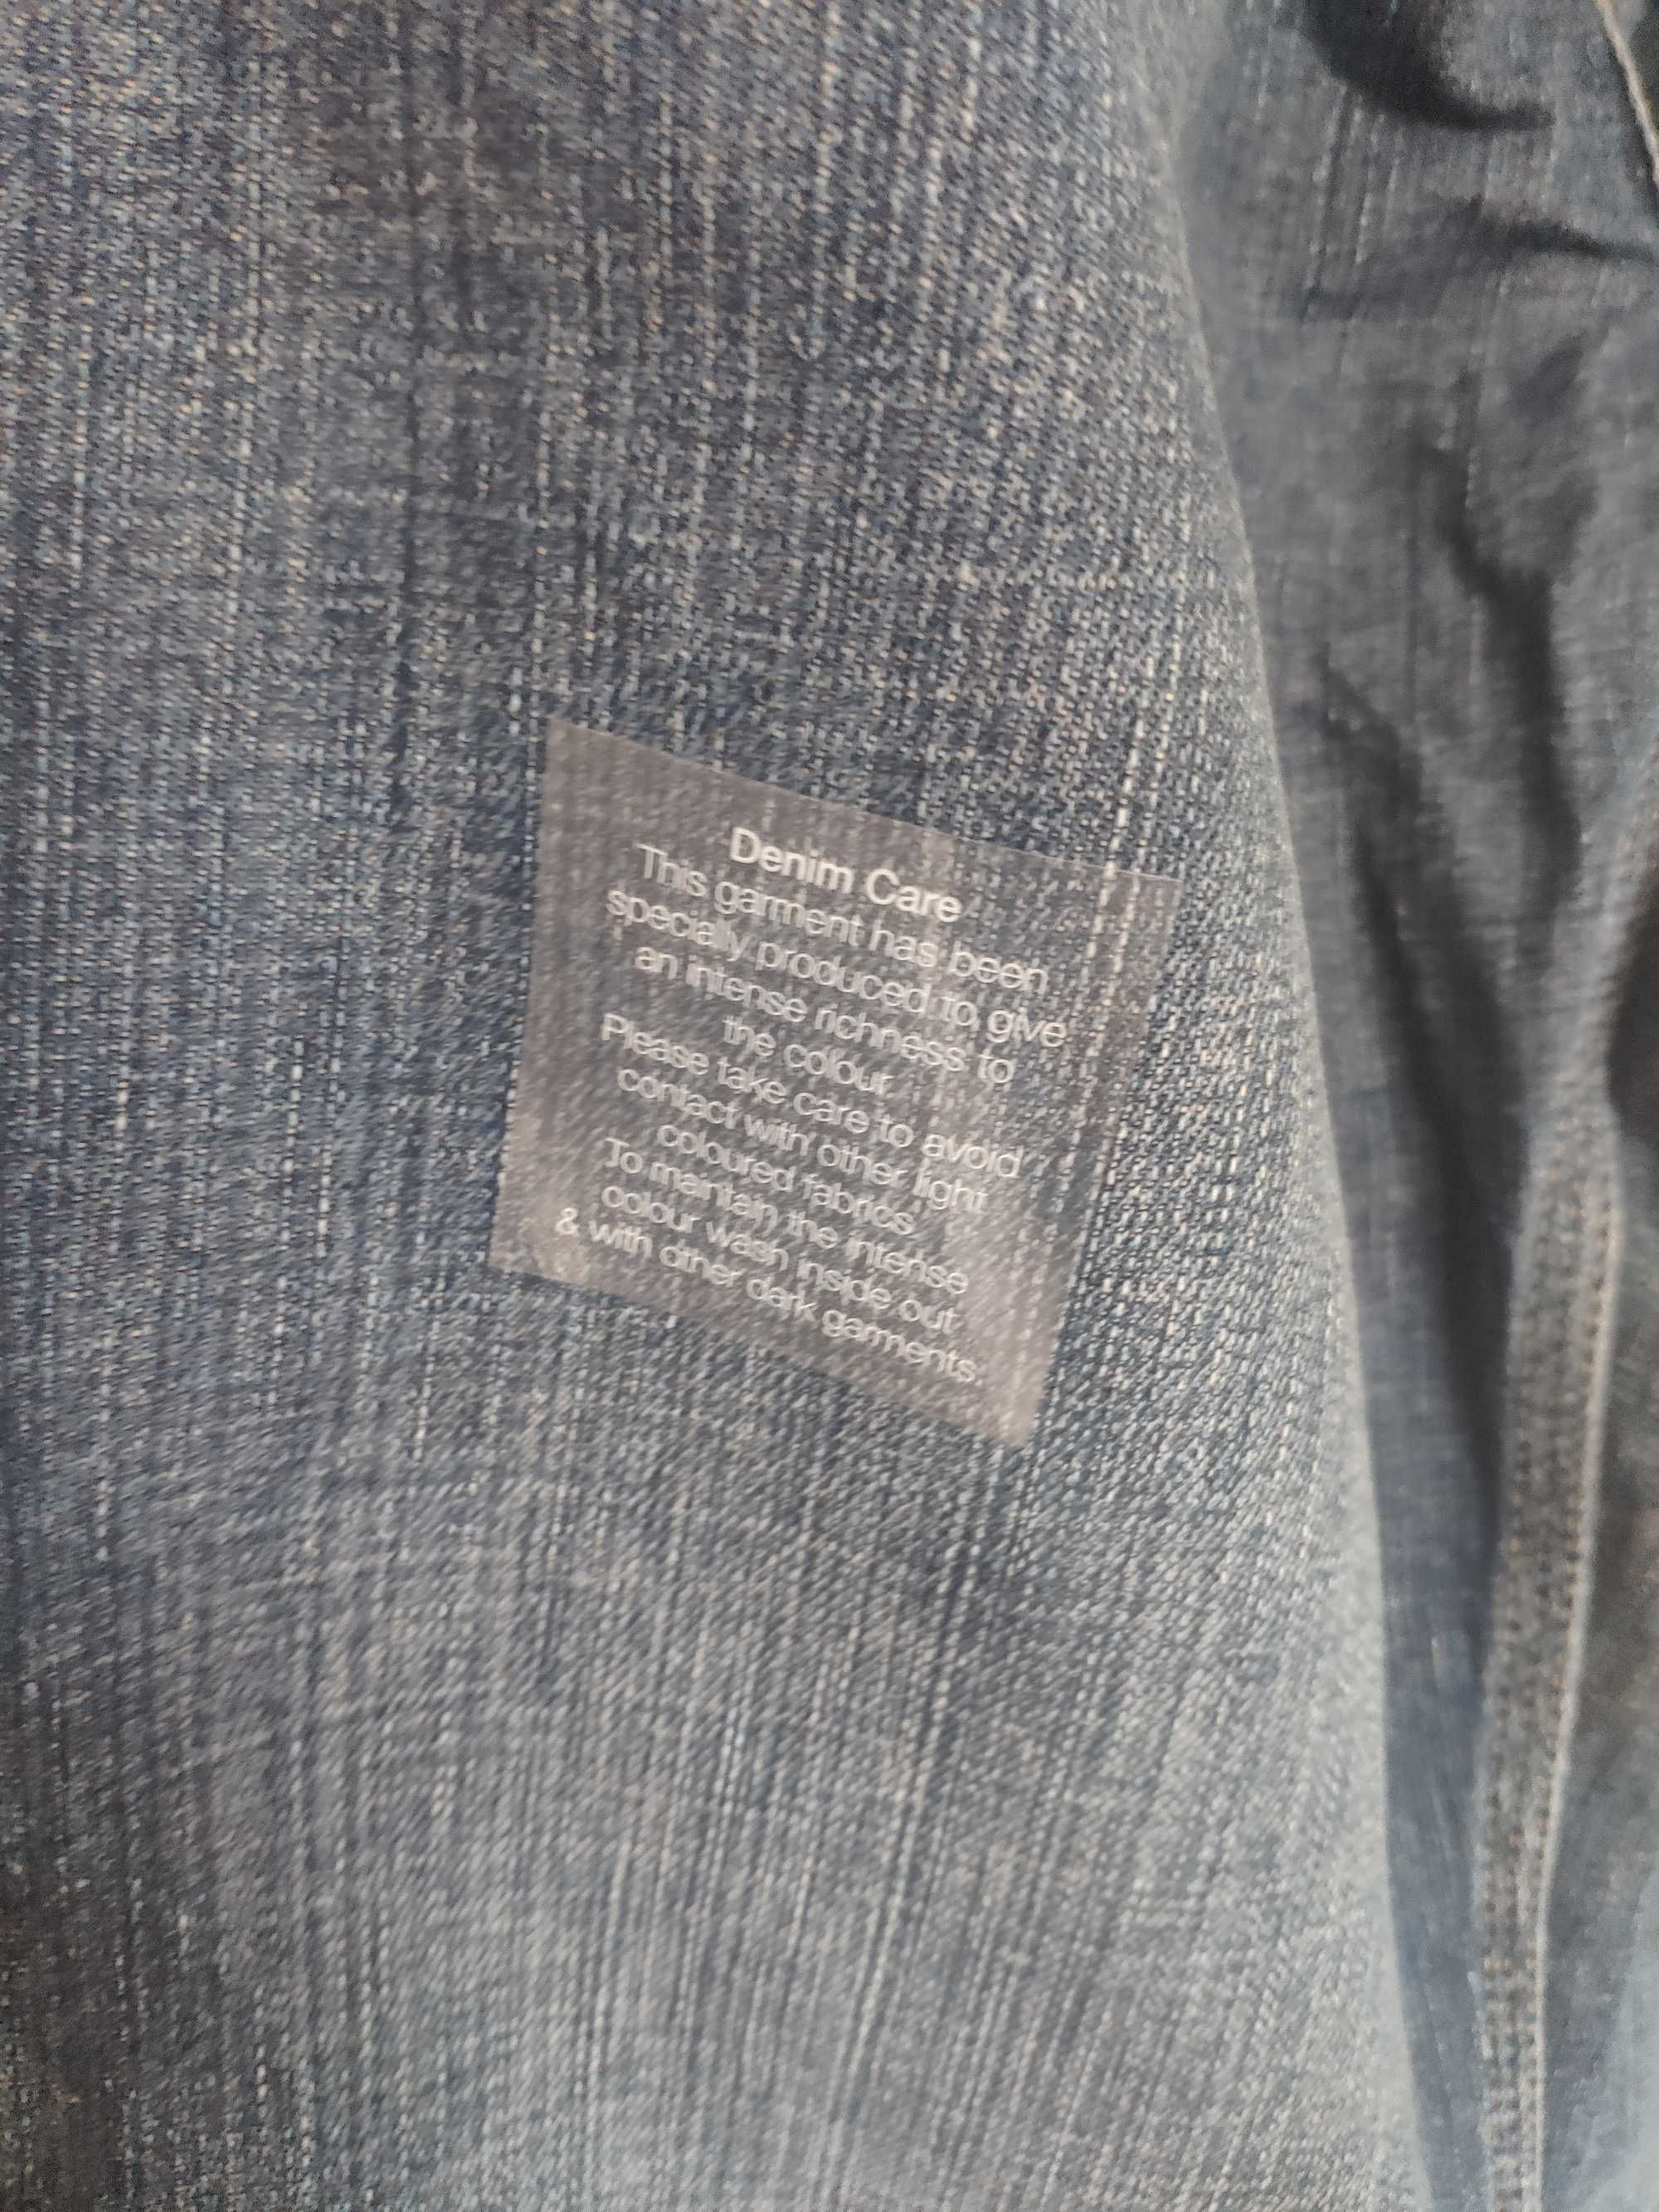 Denim Care
This garment has been
specially produced to give
an intense richness to
the colour.
Please take care to avoid
contact with other light
coloured fabrics.
To maintain the intense
colour wash inside out
& with other dark garments.